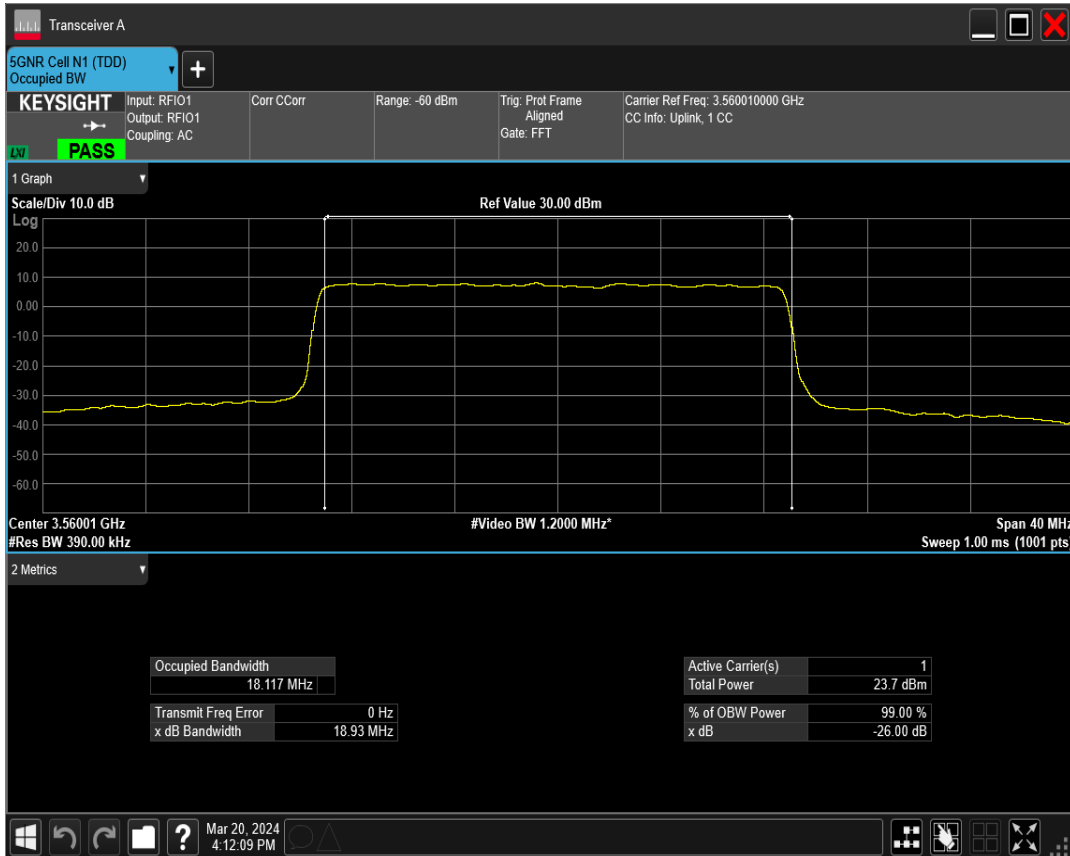 Transceiver A
5GNR Cell N1 (TDD)
Occupied BW
+
KEYSIGHT
LXI
PASS
Input: RFIO1
Output: RFIO1
Coupling: AC
Corr CCorr
Range: -60 dBm
Trig: Prot Frame
Aligned
Gate: FFT
Carrier Ref Freq: 3.560010000 GHz
CC Info: Uplink, 1 CC
1 Graph
Scale/Div 10.0 dB
Ref Value 30.00 dBm
Log
20.0
10.0
0.00
-10.0
-20.0
-30.0
-40.0
-50.0
-60.0
Center 3.56001 GHz
#Video BW 1.2000 MHz*
Span 40 MHz
#Res BW 390.00 kHz
Sweep 1.00 ms (1001 pts)
2 Metrics
Occupied Bandwidth
18.117 MHz
Transmit Freq Error 0 Hz
x dB Bandwidth 18.93 MHz
Active Carrier(s) 1
Total Power 23.7 dBm
% of OBW Power 99.00 %
x dB -26.00 dB
?
Mar 20, 2024
4:12:09 PM